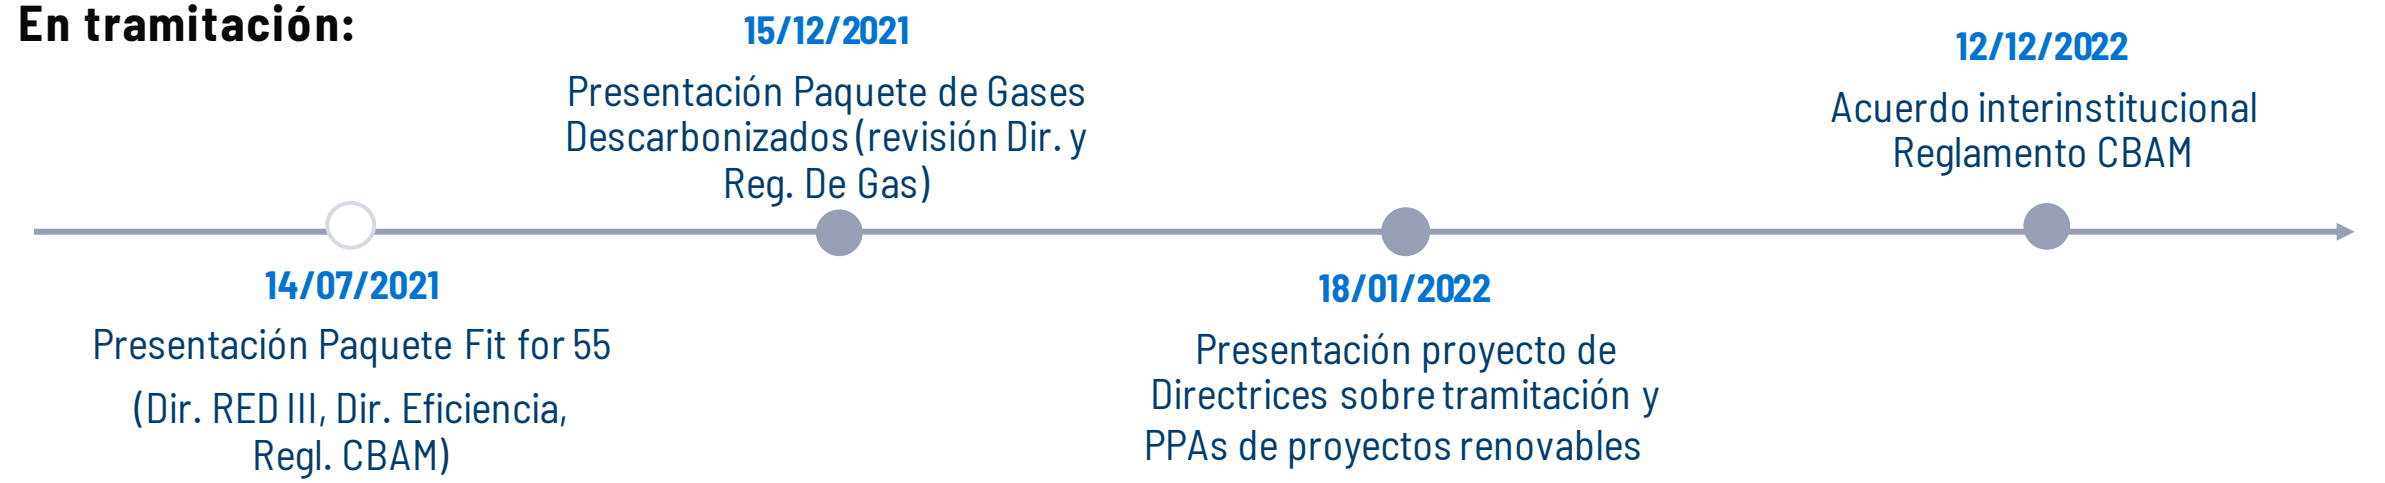 En tramitación:
14/07/2021
Presentación Paquete Fit for 55
(Dir. RED III, Dir. Eficiencia,
Regl. CBAM)
15/12/2021
Presentación Paquete de Gases
Descarbonizados (revisión Dir. y
Reg. De Gas)
18/01/2022
Presentación proyecto de
Directrices sobre tramitación y
PPAs de proyectos renovables
12/12/2022
Acuerdo interinstitucional
Reglamento CBAM